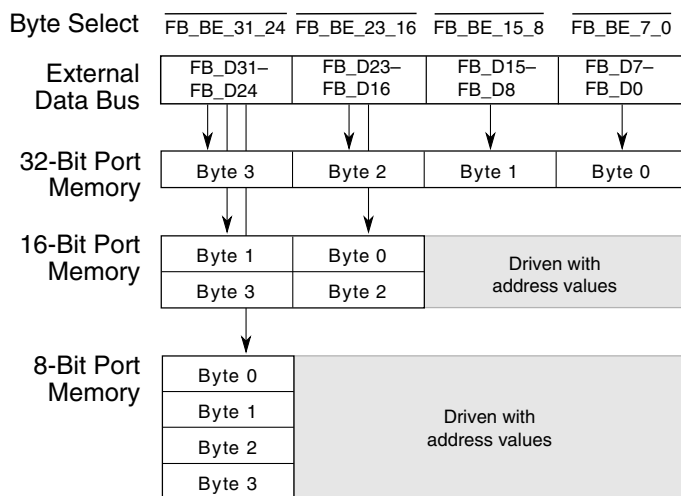 Byte Select FB_BE_31_24 FB_BE_23_16 FB_BE_15_8 FB_BE_7_0
External
Data Bus
FB_D31–
FB_D24
FB_D23–
FB_D16
FB_D15–
FB_D8
FB_D7–
FB_D0
32-Bit Port
Memory
Byte 3 Byte 2 Byte 1 Byte 0
16-Bit Port
Memory
Byte 1 Byte 0
Byte 3 Byte 2
Driven with
address values
8-Bit Port
Memory
Byte 0
Byte 1
Byte 2
Byte 3
Driven with
address values